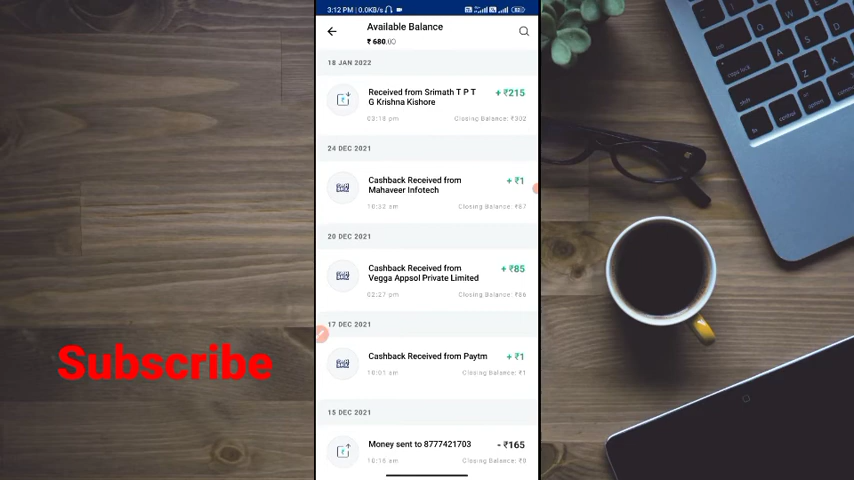 3:12 PM | 0.0KB/s
Available Balance
₹ 680.00
18 JAN 2022
Received from Srimath T P T
G Krishna Kishore
+ ₹215
03:18 pm
Closing Balance: ₹302
24 DEC 2021
Cashback Received from
Mahaveer Infotech
+ ₹1
10:32 am
Closing Balance: ₹87
20 DEC 2021
Cashback Received from
Vegga Appsol Private Limited
+ ₹85
02:27 pm
Closing Balance: ₹86
17 DEC 2021
Cashback Received from Paytm
+ ₹1
10:01 am
Closing Balance: ₹1
15 DEC 2021
Money sent to 8777421703
- ₹165
10:16 am
Closing Balance: ₹0
Subscribe